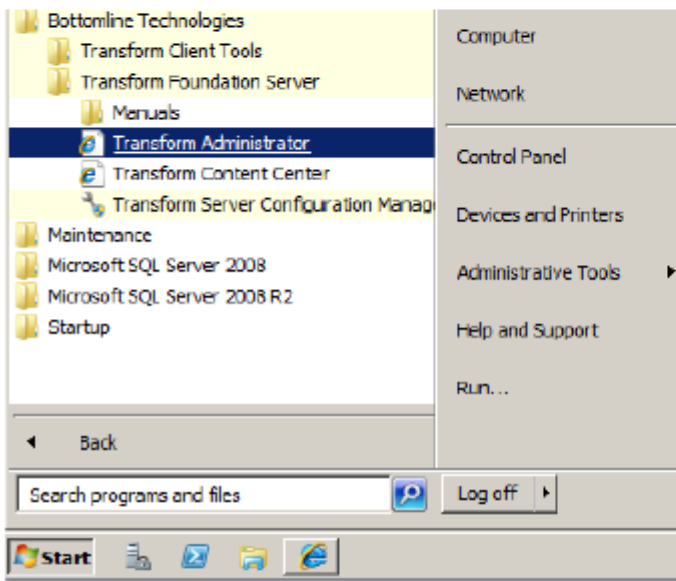 Bottomline Technologies
Transform Client Tools
Transform Foundation Server
Manuals
Transform Administrator
Transform Content Center
Transform Server Configuration Manag
Maintenance
Microsoft SQL Server 2008
Microsoft SQL Server 2008 R2
Startup
Back
Search programs and files
Computer
Network
Control Panel
Devices and Printers
Administrative Tools
Help and Support
Run...
Log off
Start